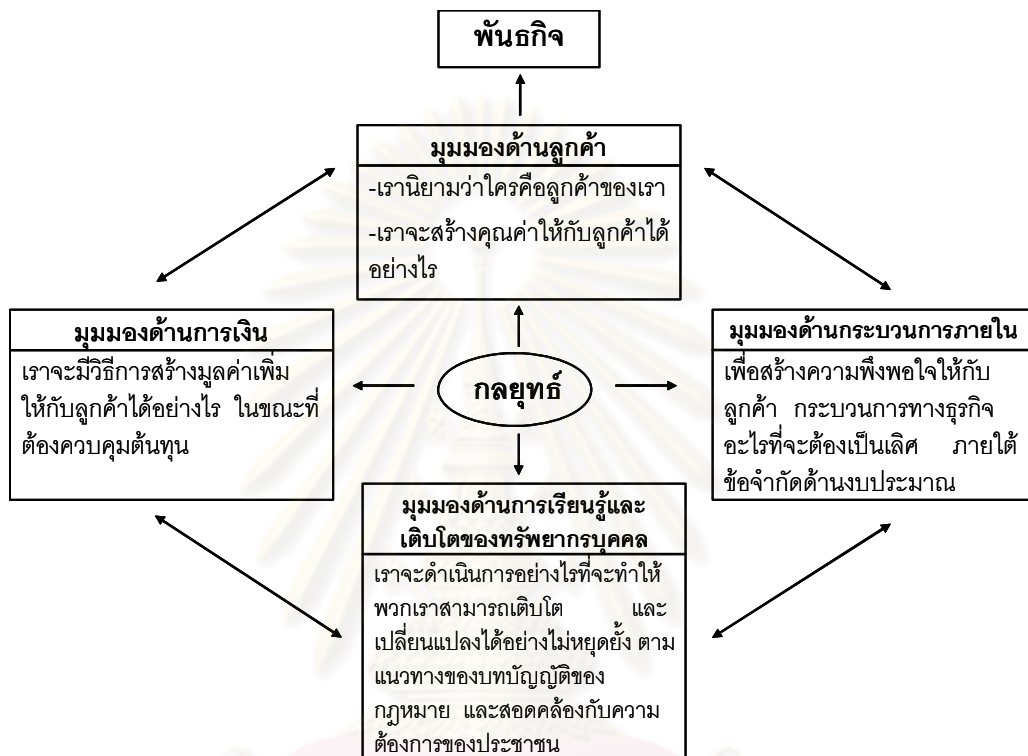 พันธกิจ
มุมมองด้านลูกค้า
-เรานิยามว่าใครคือลูกค้าของเรา
-เราจะสร้างคุณค่าให้กับลูกค้าได้
อย่างไร
มุมมองด้านการเงิน
เราจะมีวิธีการสร้างมูลค่าเพิ่ม
ให้กับลูกค้าได้อย่างไร ในขณะที่
ต้องควบคุมต้นทุน
กลยุทธ์
มุมมองด้านกระบวนการภายใน
เพื่อสร้างความพึงพอใจให้กับ
ลูกค้า กระบวนการทางธุรกิจ
อะไรที่จะต้องเป็นเลิศ ภายใต้
ข้อจำกัดด้านงบประมาณ
มุมมองด้านการเรียนรู้และ
เติบโตของทรัพยากรบุคคล
เราจะดำเนินการอย่างไรที่จะทำให้
พวกเราสามารถเติบโต และ
เปลี่ยนแปลงได้อย่างไม่หยุดยั้ง ตาม
แนวทางของบทบัญญัติของ
กฎหมาย และสอดคล้องกับความ
ต้องการของประชาชน